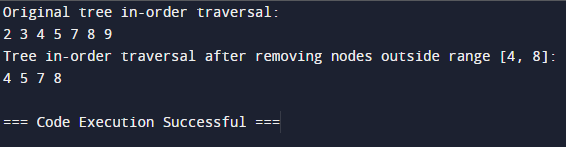 Original tree in-order traversal:
2 3 4 5 7 8 9
Tree in-order traversal after removing nodes outside range [4, 8]:
4 5 7 8
=== Code Execution Successful ===